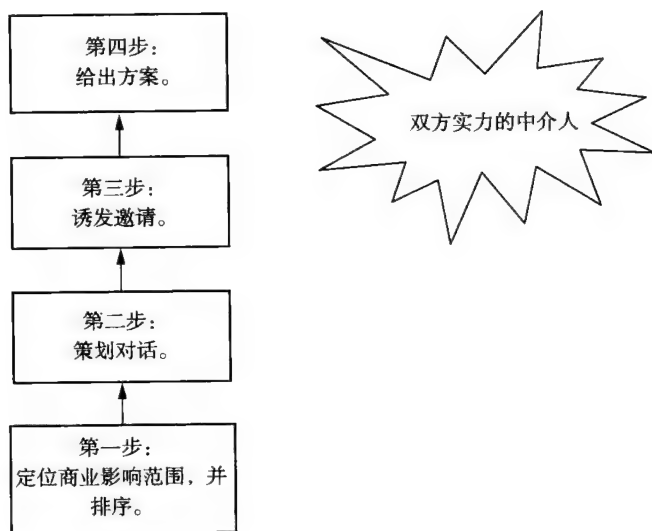 第四步：
给出方案。
双方实力的中介人
第三步：
诱发邀请。
第二步：
策划对话。
第一步：
定位商业影响范围，并
排序。